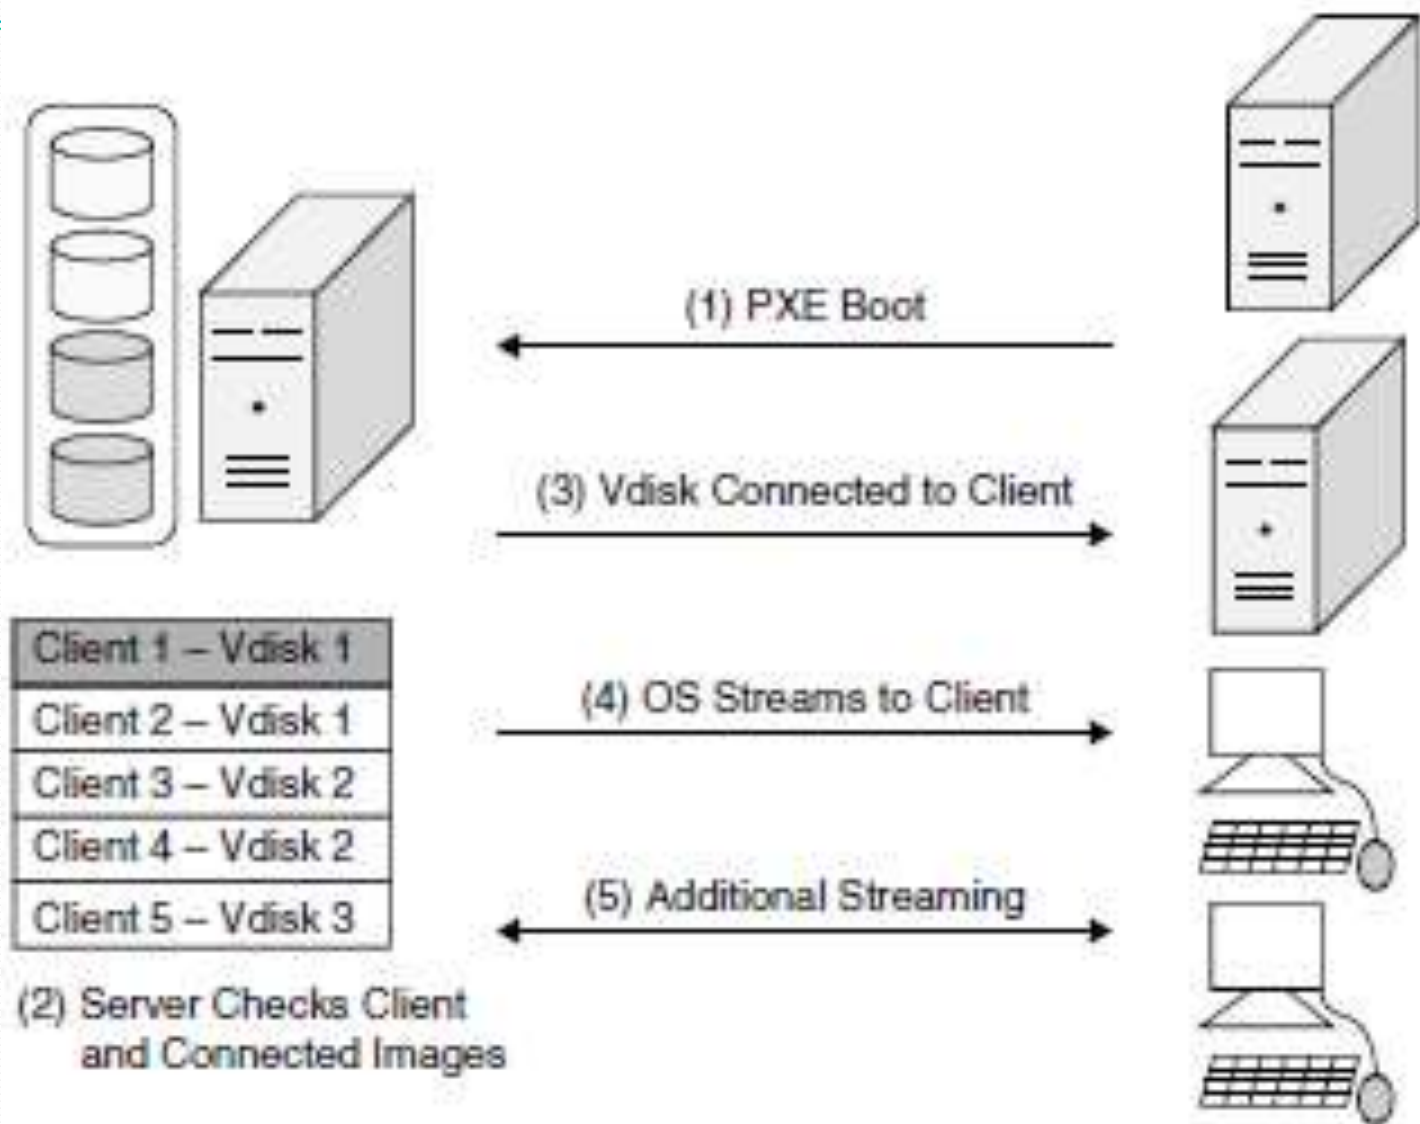 (1) PXE Boot
(3) Vdisk Connected to Client
Client 1 – Vdisk 1
Client 2 – Vdisk 1
Client 3 – Vdisk 2
Client 4 – Vdisk 2
Client 5 – Vdisk 3
(4) OS Streams to Client
(5) Additional Streaming
(2) Server Checks Client
and Connected Images